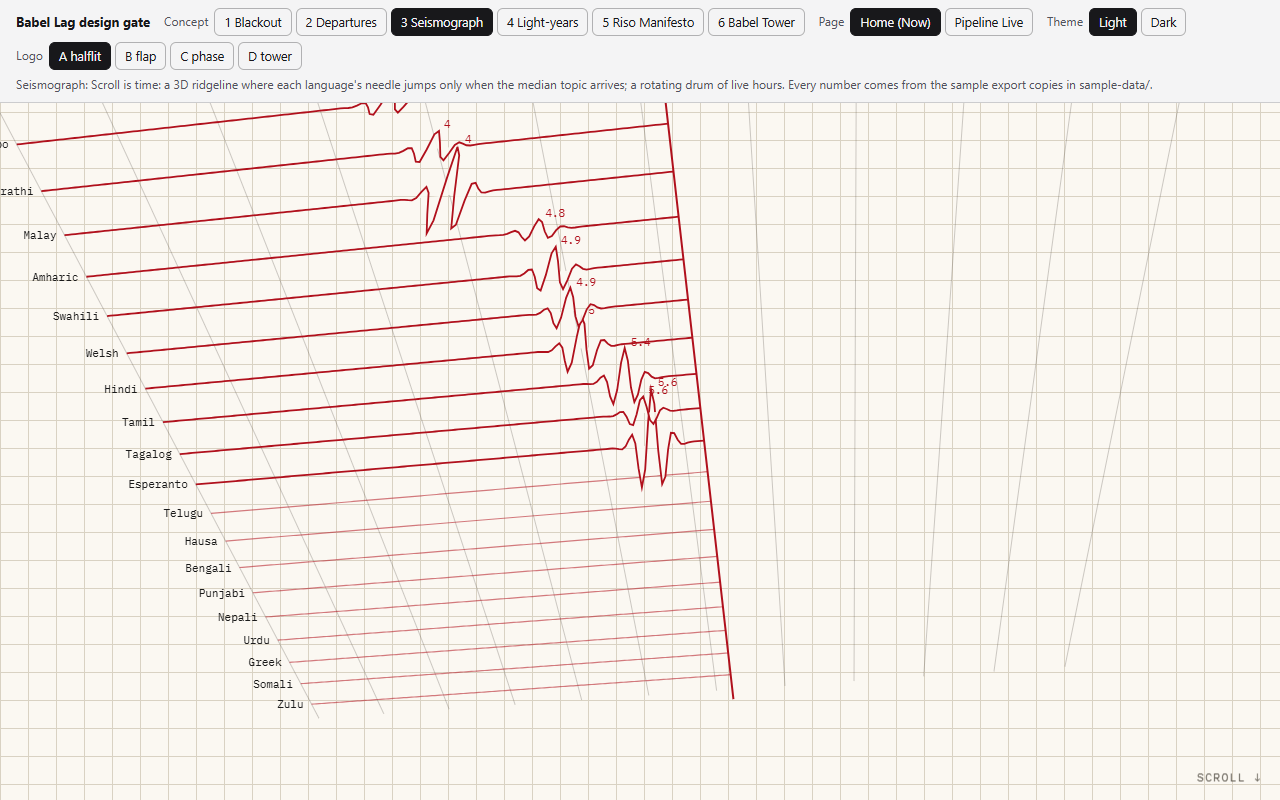 Babel Lag design gate Concept 1 Blackout 2 Departures 3 Seismograph 4 Light-years 5 Riso Manifesto 6 Babel Tower Page Home (Now) Pipeline Live Theme Light Dark
Logo A halflit B flap C phase D tower
Seismograph: Scroll is time: a 3D ridgeline where each language's needle jumps only when the median topic arrives; a rotating drum of live hours. Every number comes from the sample export copies in sample-data/.
4
4
rathi
Malay
4.8
4.9
Amharic
4.9
Swahili
5
Welsh
5.4
Hindi
5.6
5.6
Tamil
Tagalog
Esperanto
Telugu
Hausa
Bengali
Punjabi
Nepali
Urdu
Greek
Somali
Zulu
SCROLL ↓